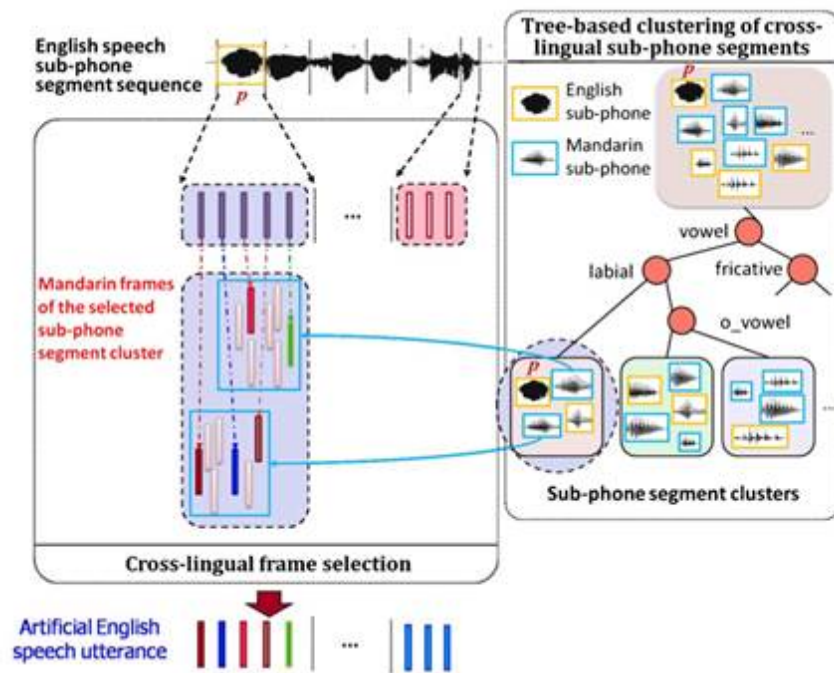 English speech
sub-phone
segment sequence
p
Mandarin frames
of the selected
sub-phone
segment cluster
...
Cross-lingual frame selection
Artificial English
speech utterance
...
Tree-based clustering of cross-
lingual sub-phone segments
English
sub-phone
Mandarin
sub-phone
p
...
vowel
labial
fricative
o_vowel
p
...
Sub-phone segment clusters